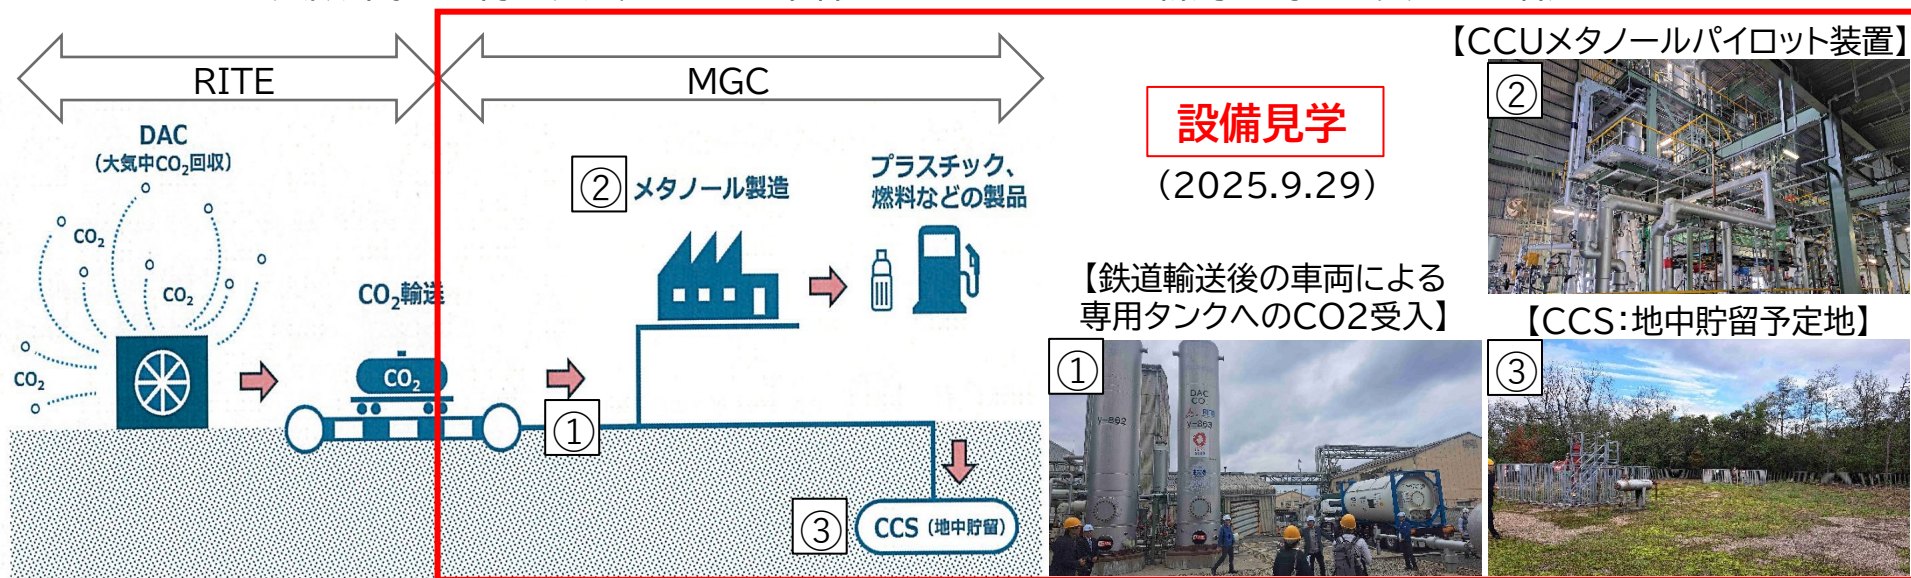 RITE
MGC
DAC
(大気中CO₂回収)
CO₂
CO₂
CO₂
CO₂輸送
CO₂
①
② メタノール製造
プラスチック、
燃料などの製品
③
CCS (地中貯留)
設備見学
(2025.9.29)
【鉄道輸送後の車両による
専用タンクへのCO2受入】
①
V-862
DAC
CO₂
V-863
【CCUメタノールパイロット装置】
②
【CCS:地中貯留予定地】
③